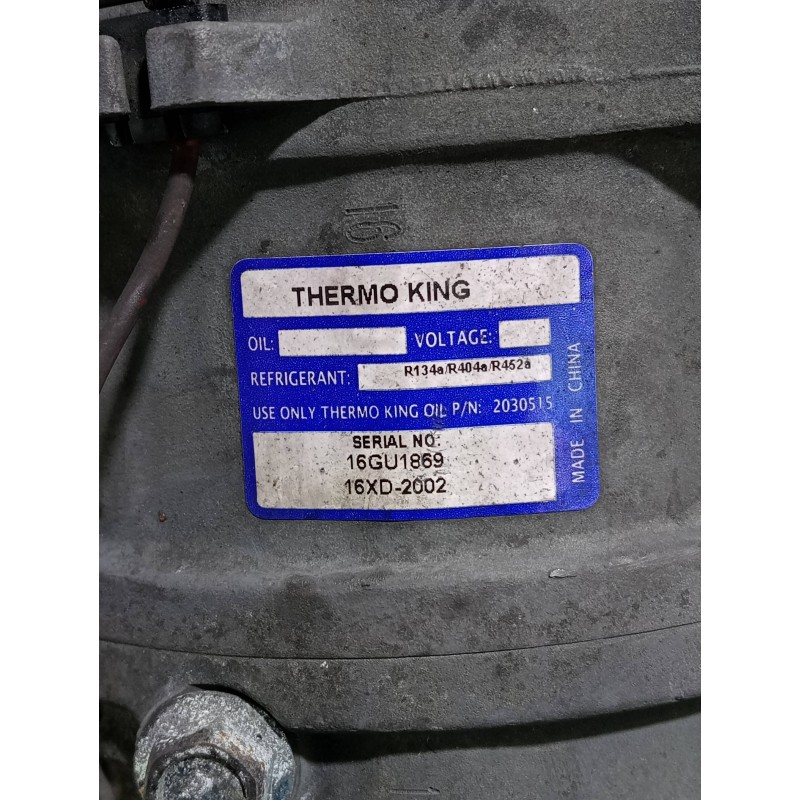 16
THERMO KING
OIL: VOLTAGE:
REFRIGERANT: R134a/R404a/R452a
USE ONLY THERMO KING OIL P/N: 2030515
SERIAL NO:
16GU1869
16XD-2002
MADE IN CHINA